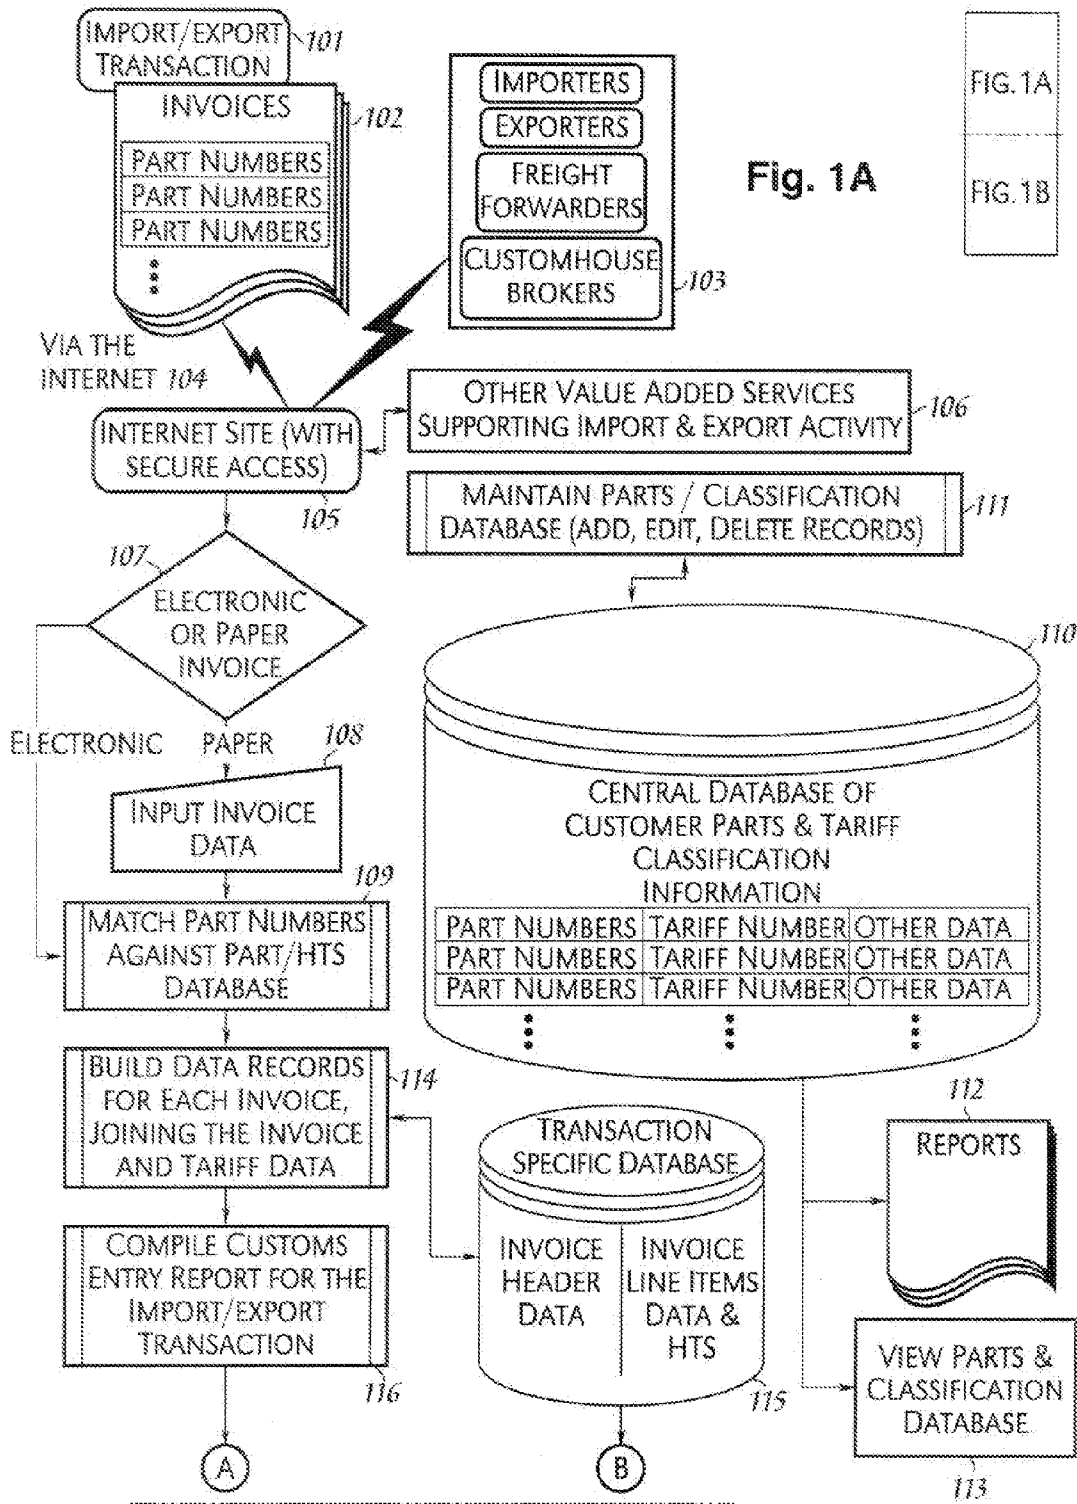 IMPORT/EXPORT
TRANSACTION
101
INVOICES
102
PART NUMBERS
PART NUMBERS
PART NUMBERS
IMPORTERS
EXPORTERS
FREIGHT
FORWARDERS
CUSTOMHOUSE
BROKERS
103
Fig. 1A
FIG.1A
FIG.1B
VIA THE
INTERNET 104
INTERNET SITE (WITH
SECURE ACCESS)
105
OTHER VALUE ADDED SERVICES
SUPPORTING IMPORT & EXPORT ACTIVITY
106
MAINTAIN PARTS / CLASSIFICATION
DATABASE (ADD, EDIT, DELETE RECORDS)
111
107
ELECTRONIC
OR PAPER
INVOICE
ELECTRONIC
PAPER
108
INPUT INVOICE
DATA
109
MATCH PART NUMBERS
AGAINST PART/HTS
DATABASE
110
CENTRAL DATABASE OF
CUSTOMER PARTS & TARIFF
CLASSIFICATION
INFORMATION
PART NUMBERS TARIFF NUMBER OTHER DATA
PART NUMBERS TARIFF NUMBER OTHER DATA
PART NUMBERS TARIFF NUMBER OTHER DATA
BUILD DATA RECORDS
FOR EACH INVOICE,
JOINING THE INVOICE
AND TARIFF DATA
114
TRANSACTION
SPECIFIC DATABASE
INVOICE
HEADER
DATA
INVOICE
LINE ITEMS
DATA &
HTS
115
112
REPORTS
COMPILE CUSTOMS
ENTRY REPORT FOR THE
IMPORT/EXPORT
TRANSACTION
116
VIEW PARTS &
CLASSIFICATION
DATABASE
113
A
B